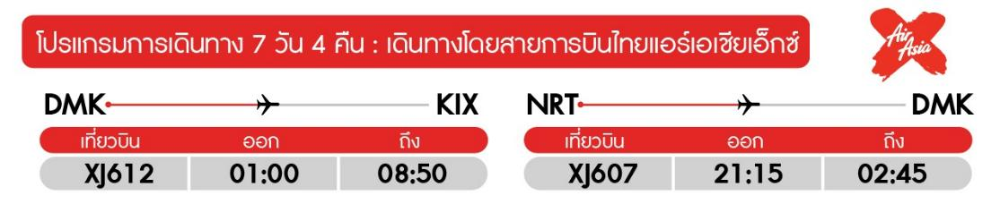 โปรแกรมการเดินทาง 7 วัน 4 คืน : เดินทางโดยสายการบินไทยแอร์เอเชียเอ็กซ์
Air
Asia
DMK KIX
เที่ยวบิน ออก ถึง
XJ612 01:00 08:50
NRT DMK
เที่ยวบิน ออก ถึง
XJ607 21:15 02:45